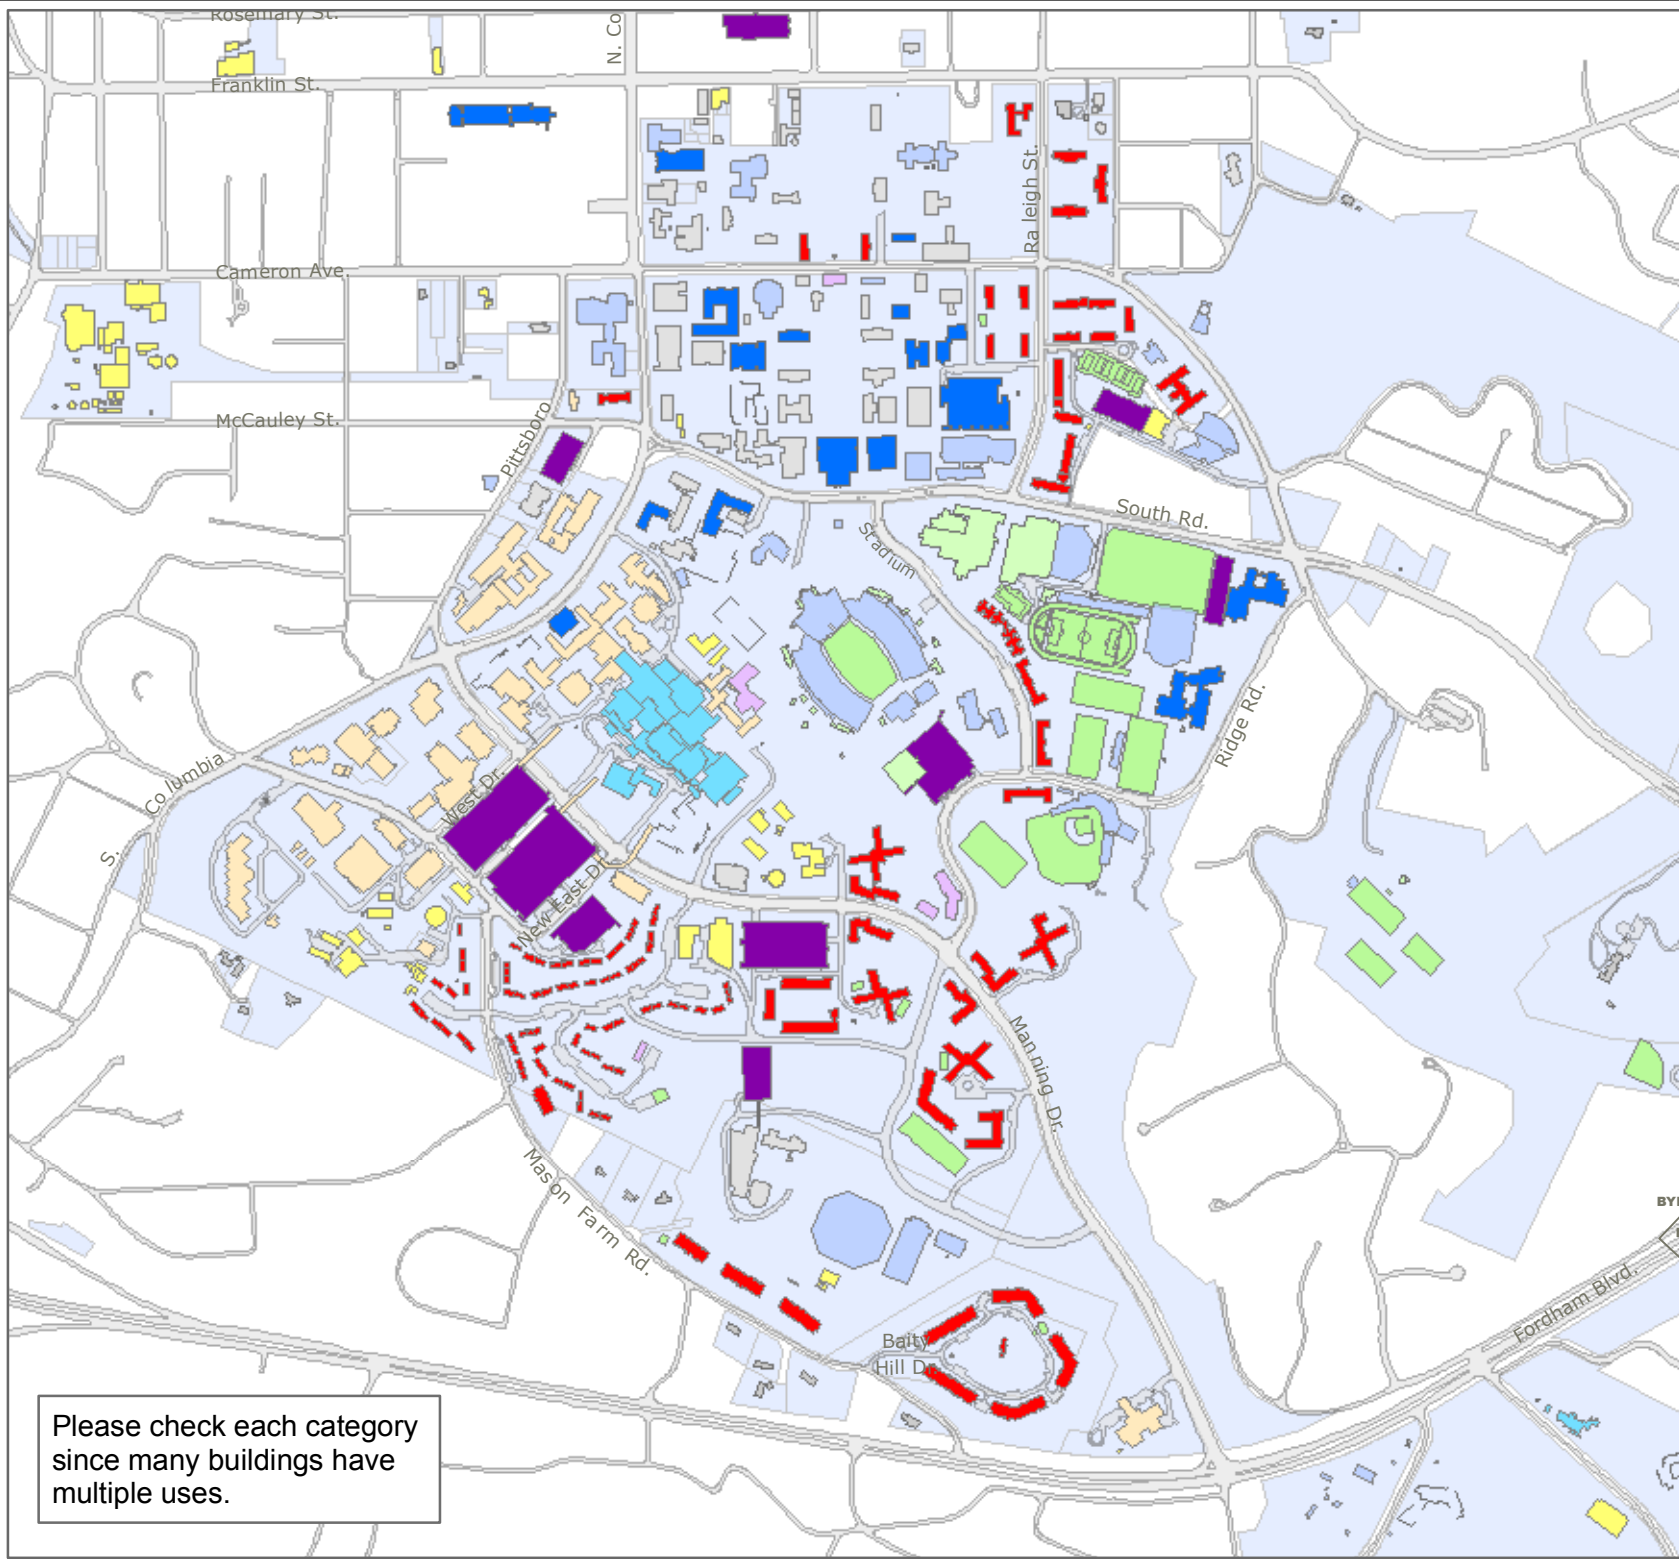 Rosemary St.
N. Co
Franklin St.
Raleigh St.
Cameron Ave.
McCauley St.
Pittsboro
South Rd.
Stadium
Ridge Rd.
Columbia
S.
West Dr.
New East Dr.
Manning Dr.
Mason Farm Rd.
Fordham Blvd.
Baity
Hill Dr.
Please check each category
since many buildings have
multiple uses.